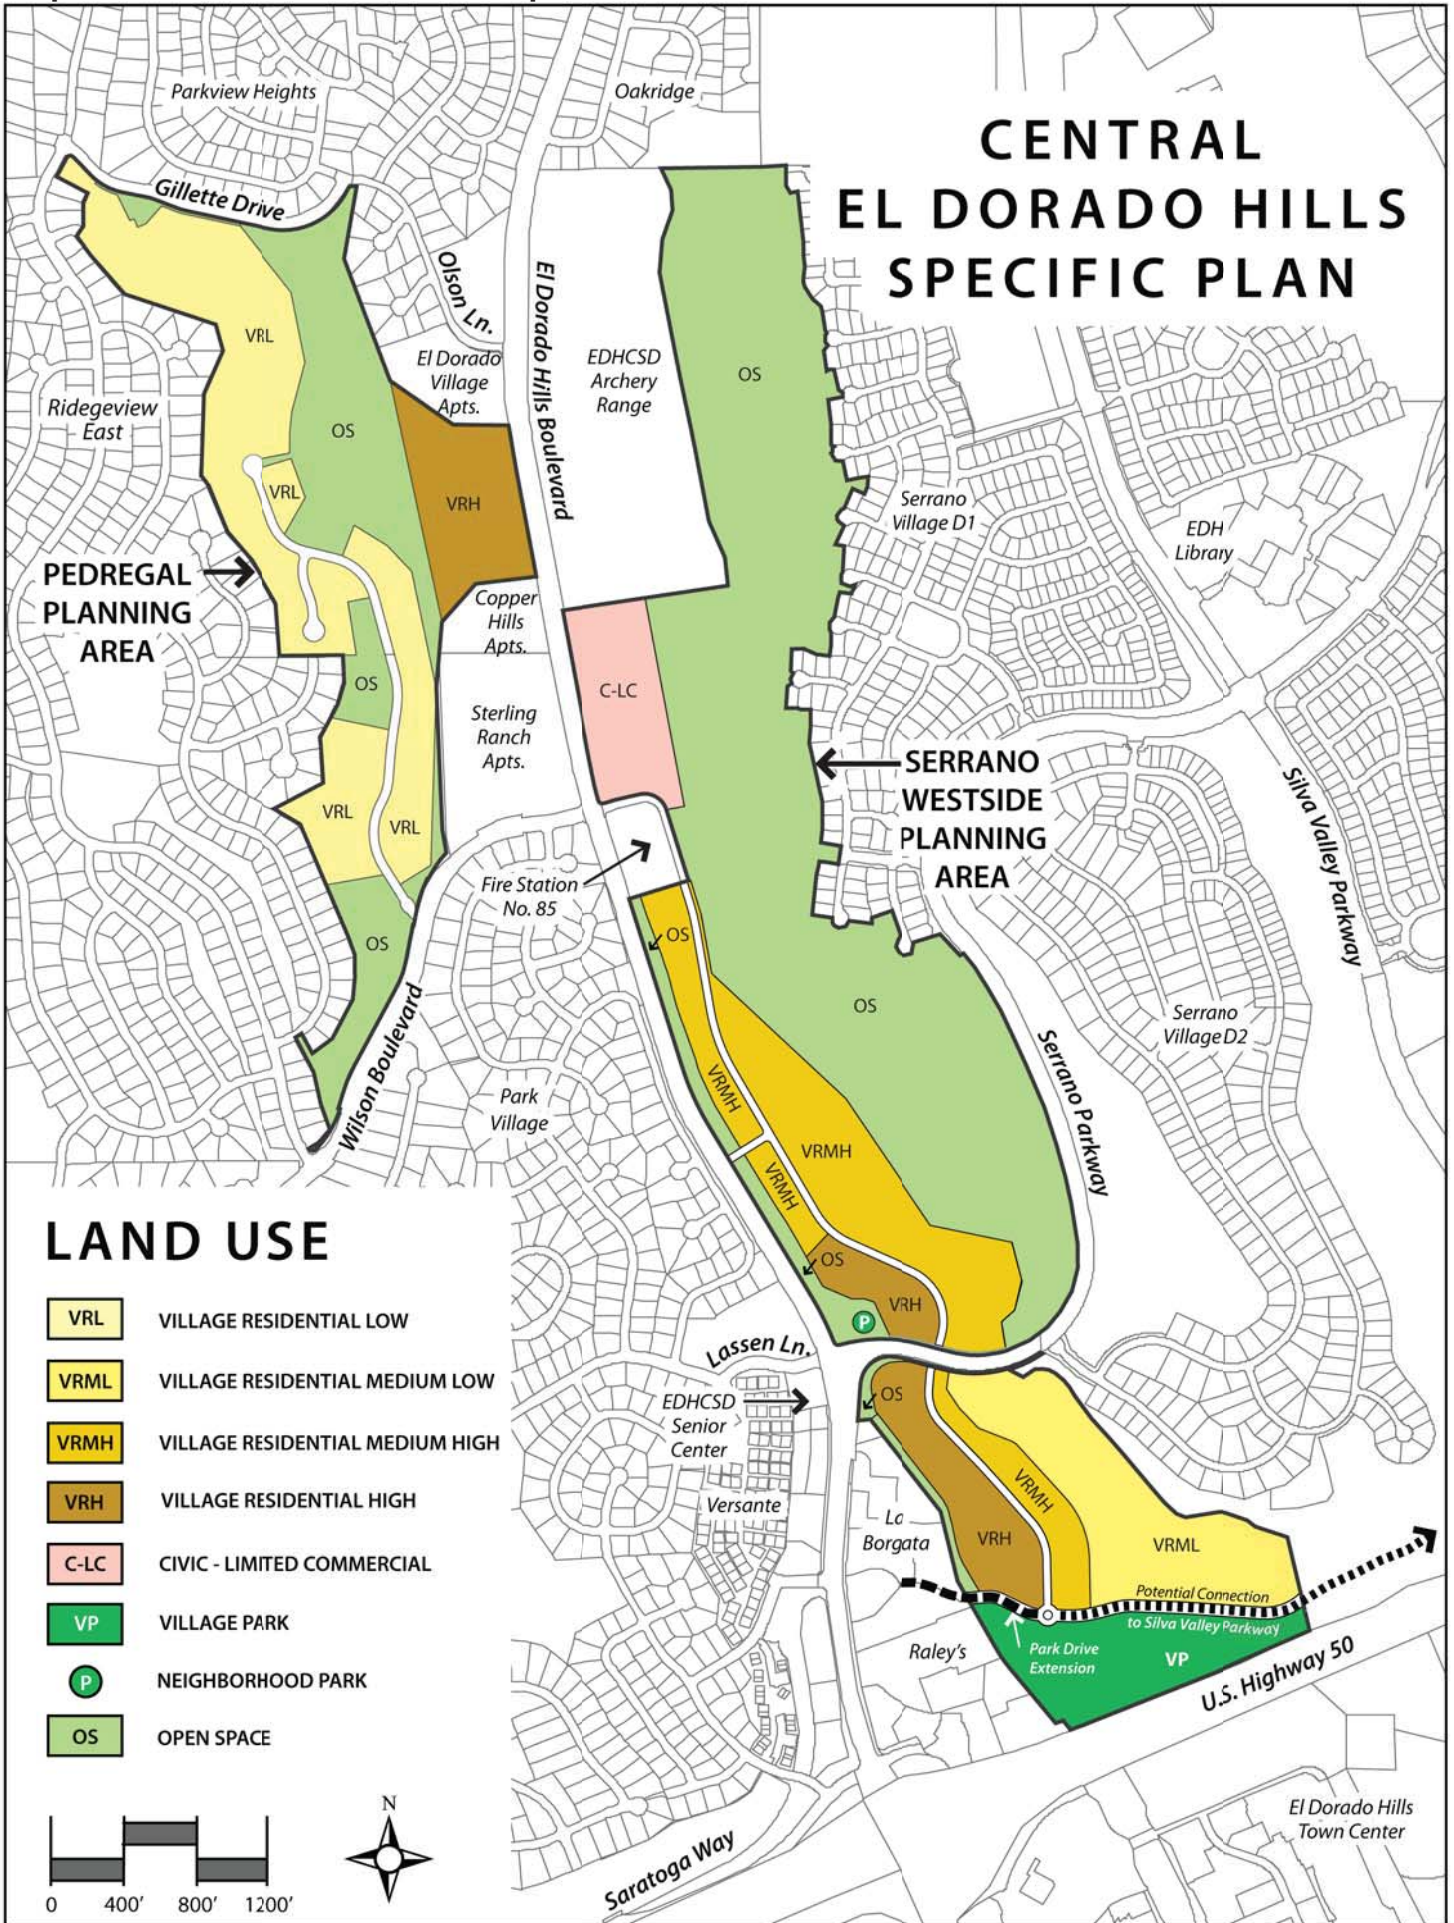 CENTRAL
EL DORADO HILLS
SPECIFIC PLAN
Parkview Heights
Oakridge
Gillette Drive
Olson Ln.
El Dorado Hills Boulevard
VRL
El Dorado
Village
Apts.
EDHCSD
Archery
Range
OS
Ridegeview
East
OS
VRL
VRH
Serrano
Village D1
EDH
Library
PEDREGAL
PLANNING
AREA
Copper
Hills
Apts.
OS
C-LC
Sterling
Ranch
Apts.
SERRANO
WESTSIDE
PLANNING
AREA
Silva Valley Parkway
VRL
VRL
Fire Station
No. 85
OS
OS
OS
Wilson Boulevard
Serrano
Village D2
Serrano Parkway
Park
Village
VRMH
VRMH
VRMH
OS
VRH
P
Lassen Ln.
EDHCSD
Senior
Center
OS
Versante
La
Borgata
VRMH
VRH
VRML
Potential Connection
to Silva Valley Parkway
Park Drive
Extension
VP
Raley's
U.S. Highway 50
El Dorado Hills
Town Center
Saratoga Way
LAND USE
VRL VILLAGE RESIDENTIAL LOW
VRML VILLAGE RESIDENTIAL MEDIUM LOW
VRMH VILLAGE RESIDENTIAL MEDIUM HIGH
VRH VILLAGE RESIDENTIAL HIGH
C-LC CIVIC - LIMITED COMMERCIAL
VP VILLAGE PARK
P NEIGHBORHOOD PARK
OS OPEN SPACE
0 400' 800' 1200'
N